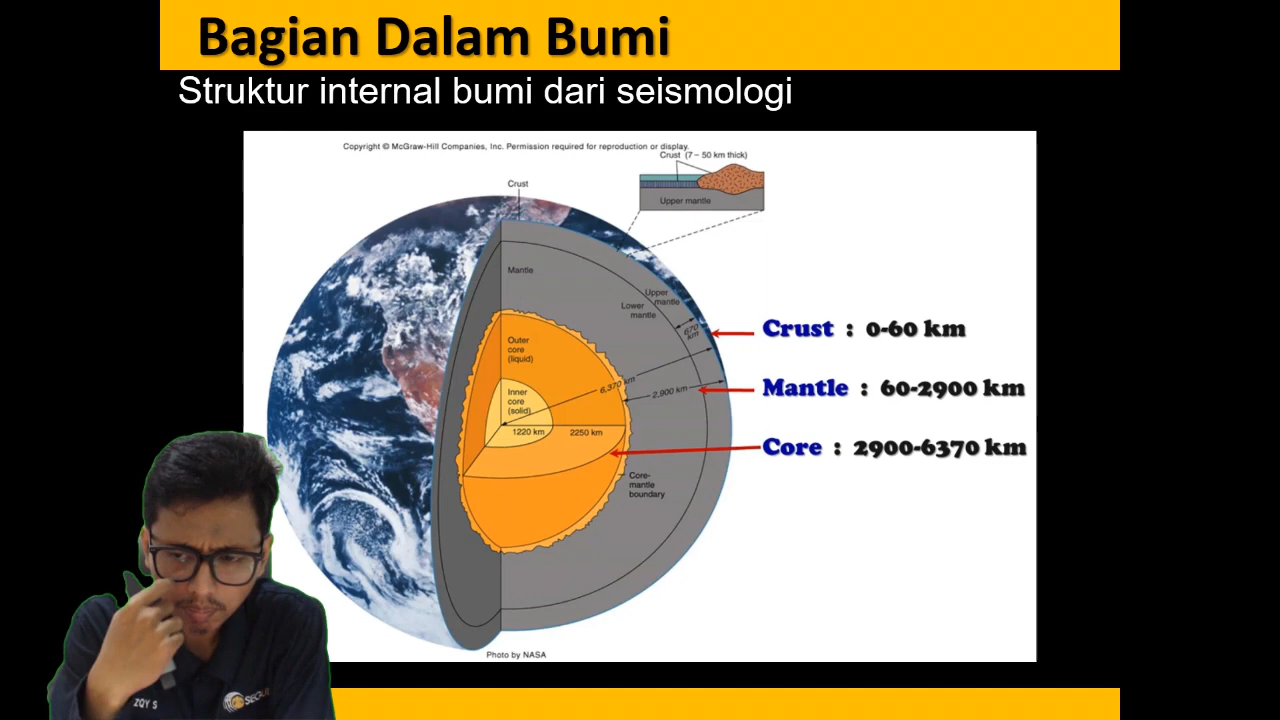 Bagian Dalam Bumi
Struktur internal bumi dari seismologi
Copyright © McGraw-Hill Companies, Inc. Permission required for reproduction or display.
Crust (7 – 50 km thick)
Upper mantle
Crust
Mantle
Upper
mantle
Lower
mantle
670
km
Outer
core
(liquid)
6,370 km
2,900 km
Inner
core
(solid)
1220 km
2250 km
Core-
mantle
boundary
Crust : 0-60 km
Mantle : 60-2900 km
Core : 2900-6370 km
Photo by NASA
ZQY S